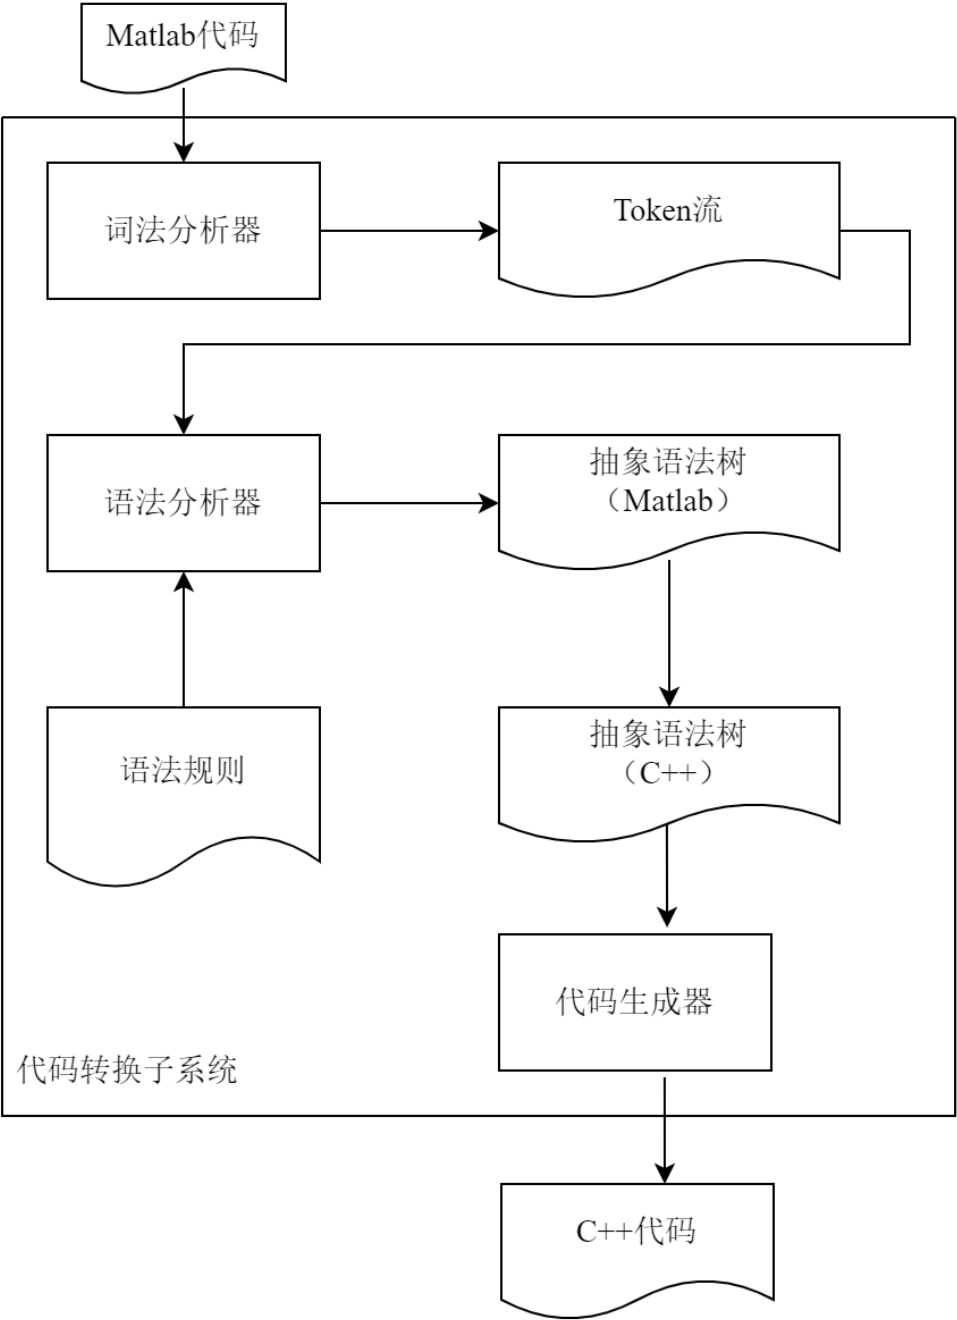 Matlab代码
词法分析器
Token流
语法分析器
抽象语法树
（Matlab）
语法规则
抽象语法树
（C++）
代码生成器
代码转换子系统
C++代码